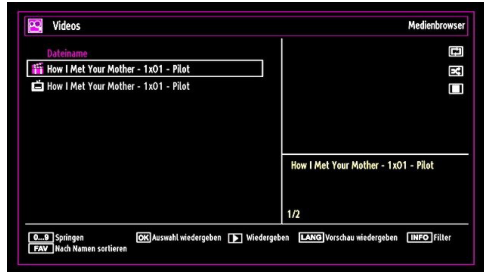 Videos Medienbrowser
Dateiname
How I Met Your Mother - 1x01 - Pilot
How I Met Your Mother - 1x01 - Pilot
How I Met Your Mother - 1x01 - Pilot
1/2
0...9 Springen OK Auswahl wiedergeben Wiedergeben LANG Vorschau wiedergeben INFO Filter
FAV Nach Namen sortieren